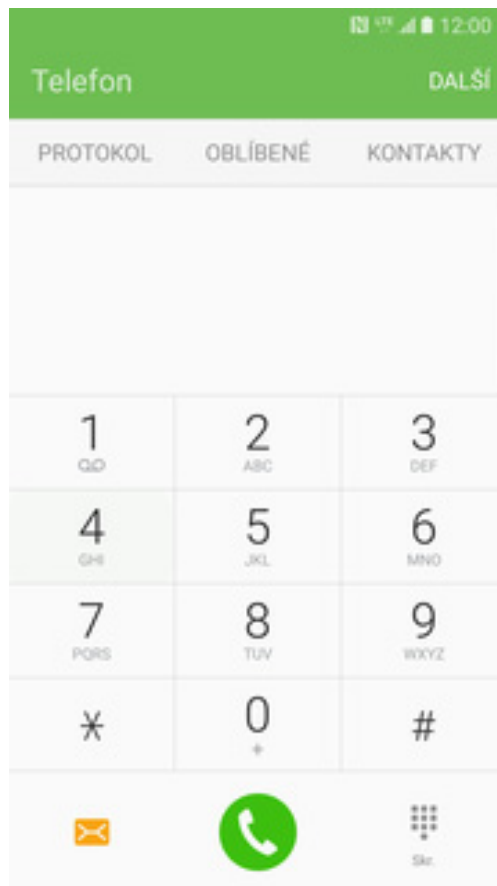 LTE 12:00
Telefon DALŠÍ
PROTOKOL OBLÍBENÉ KONTAKTY
1 2 3
ABC DEF
4 5 6
GHI JKL MNO
7 8 9
PQRS TUV WXYZ
* 0 #
+
Skr.